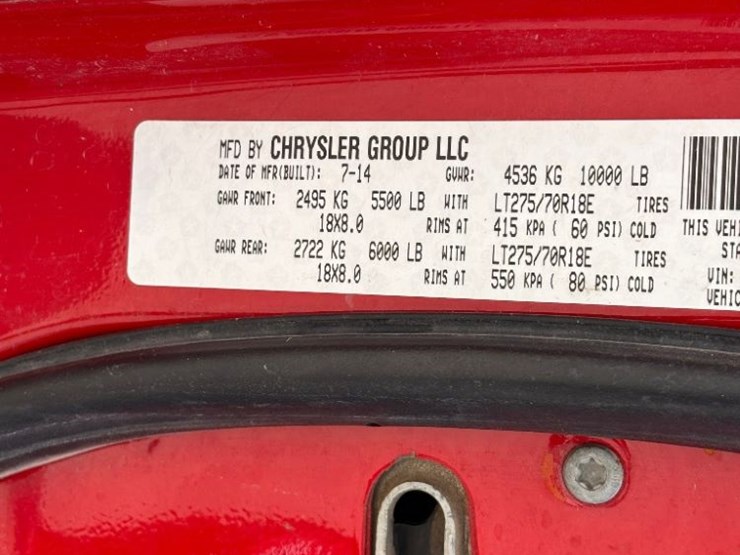 MFD BY CHRYSLER GROUP LLC
DATE OF MFR(BUILT): 7-14 GVWR: 4536 KG 10000 LB
GAWR FRONT: 2495 KG 5500 LB WITH LT275/70R18E TIRES
18X8.0 RIMS AT 415 KPA ( 60 PSI) COLD THIS
GAWR REAR: 2722 KG 6000 LB WITH LT275/70R18E TIRES
18X8.0 RIMS AT 550 KPA ( 80 PSI) COLD VIN: